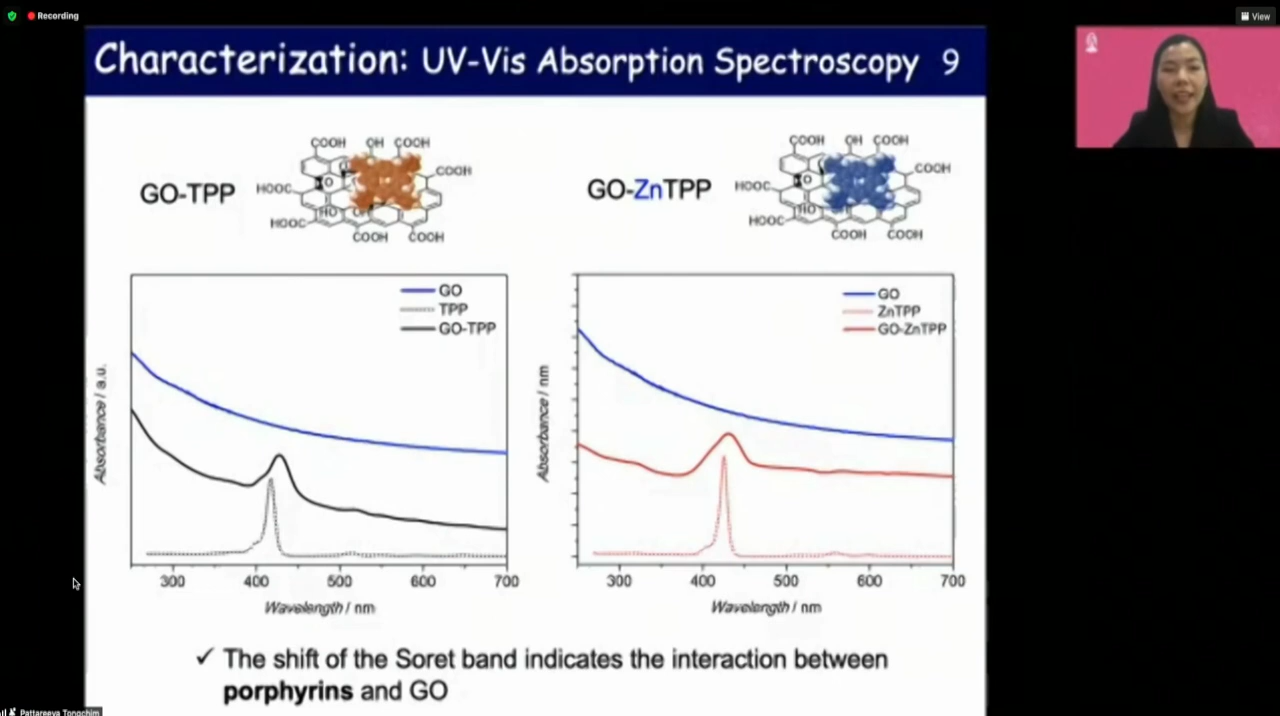 Recording
View
Characterization: UV-Vis Absorption Spectroscopy 9
GO-TPP
COOH
OH
COOH
COOH
HOOC
O
HO
OH
HOOC
COOH
COOH
GO-ZnTPP
COOH
OH
COOH
COOH
HOOC
O
HO
HOOC
COOH
COOH
GO
TPP
GO-TPP
Absorbance / a.u.
300 400 500 600 700
Wavelength / nm
GO
ZnTPP
GO-ZnTPP
Absorbance / nm
300 400 500 600 700
Wavelength / nm
✓ The shift of the Soret band indicates the interaction between
porphyrins and GO
Pattareeya Tongchim